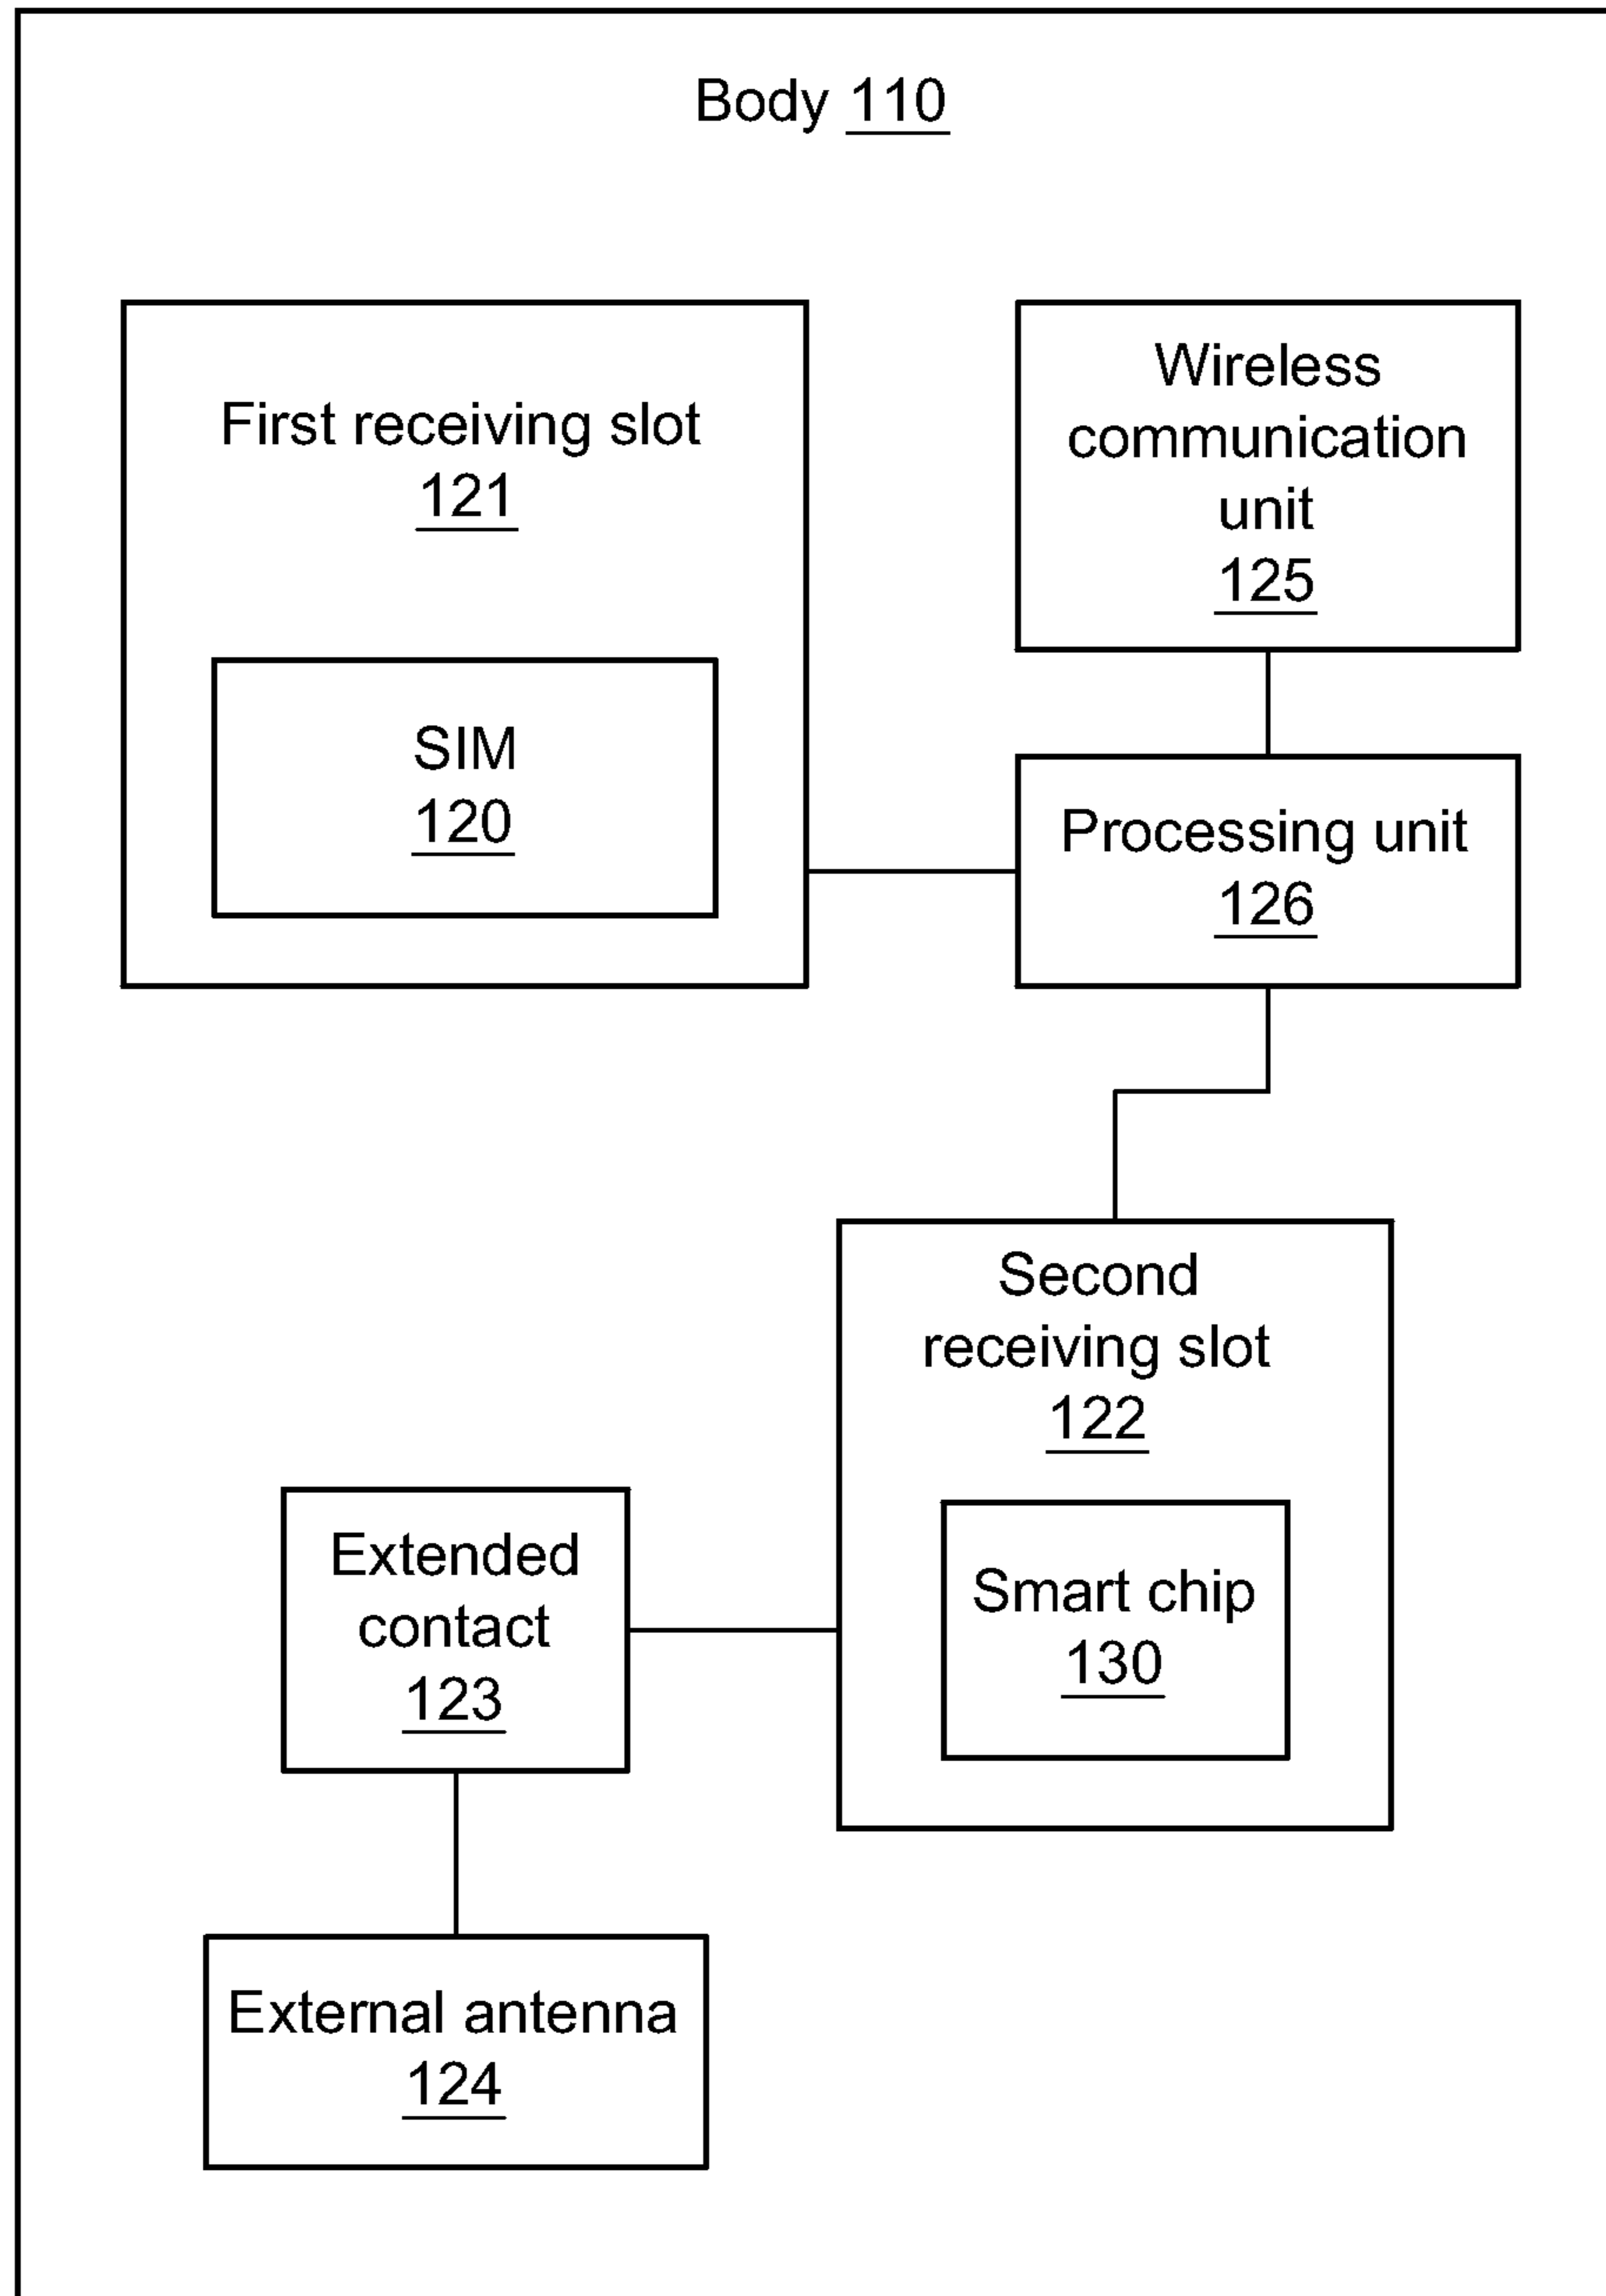 Body 110
First receiving slot
121
SIM
120
Wireless
communication
unit
125
Processing unit
126
Second
receiving slot
122
Smart chip
130
Extended
contact
123
External antenna
124